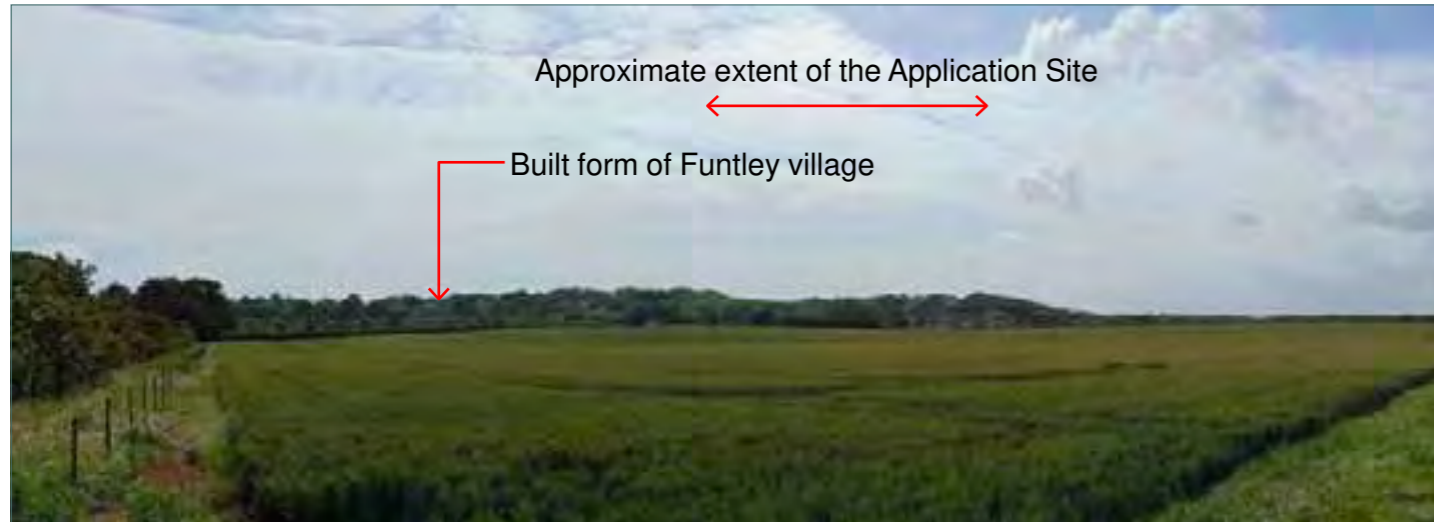 Approximate extent of the Application Site
Built form of Funtley village